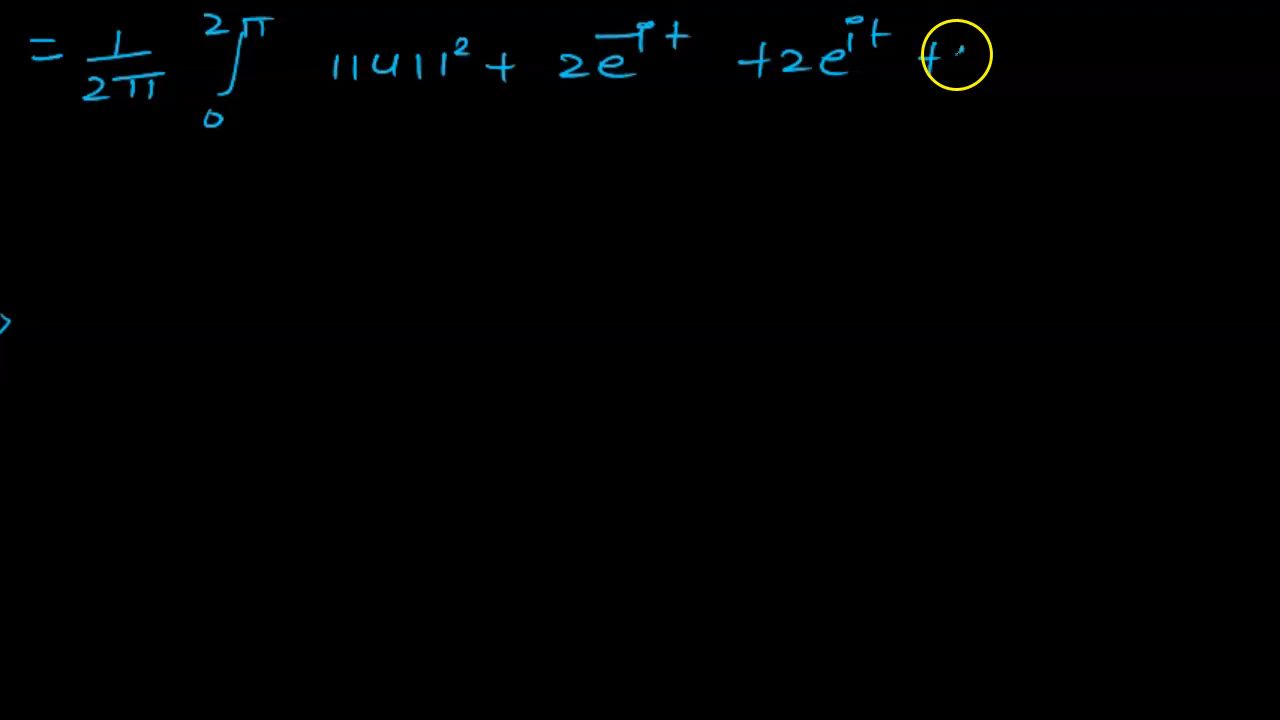 = 1/2π ∫₀^2π ||u||² + 2e^-it + 2e^it +